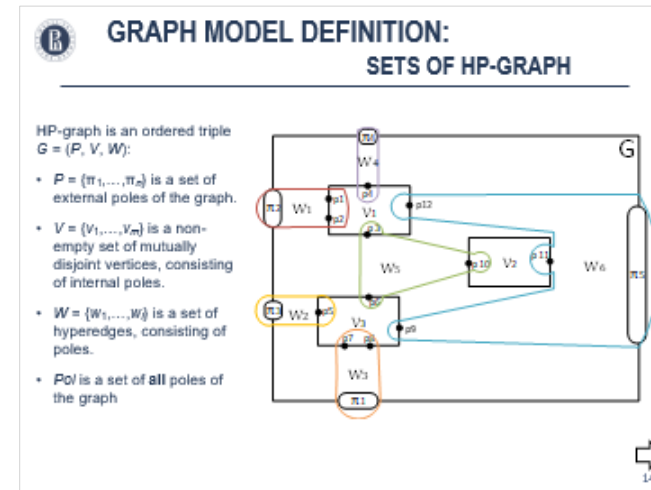 GRAPH MODEL DEFINITION:
SETS OF HP-GRAPH
HP-graph is an ordered triple
G = (P, V, W):
• P = {π₁,...,πₙ} is a set of
external poles of the graph.
• V = {v₁,...,vₘ} is a non-
empty set of mutually
disjoint vertices, consisting
of internal poles.
• W = {w₁,...,wₗ} is a set of
hyperedges, consisting of
poles.
• Pol is a set of all poles of
the graph
G
W4
p4
π2
W1
p1
p2
V1
p12
p3
W5
p10
V2
p11
W6
π5
W2
p5
V3
p9
p7
W3
π1
14